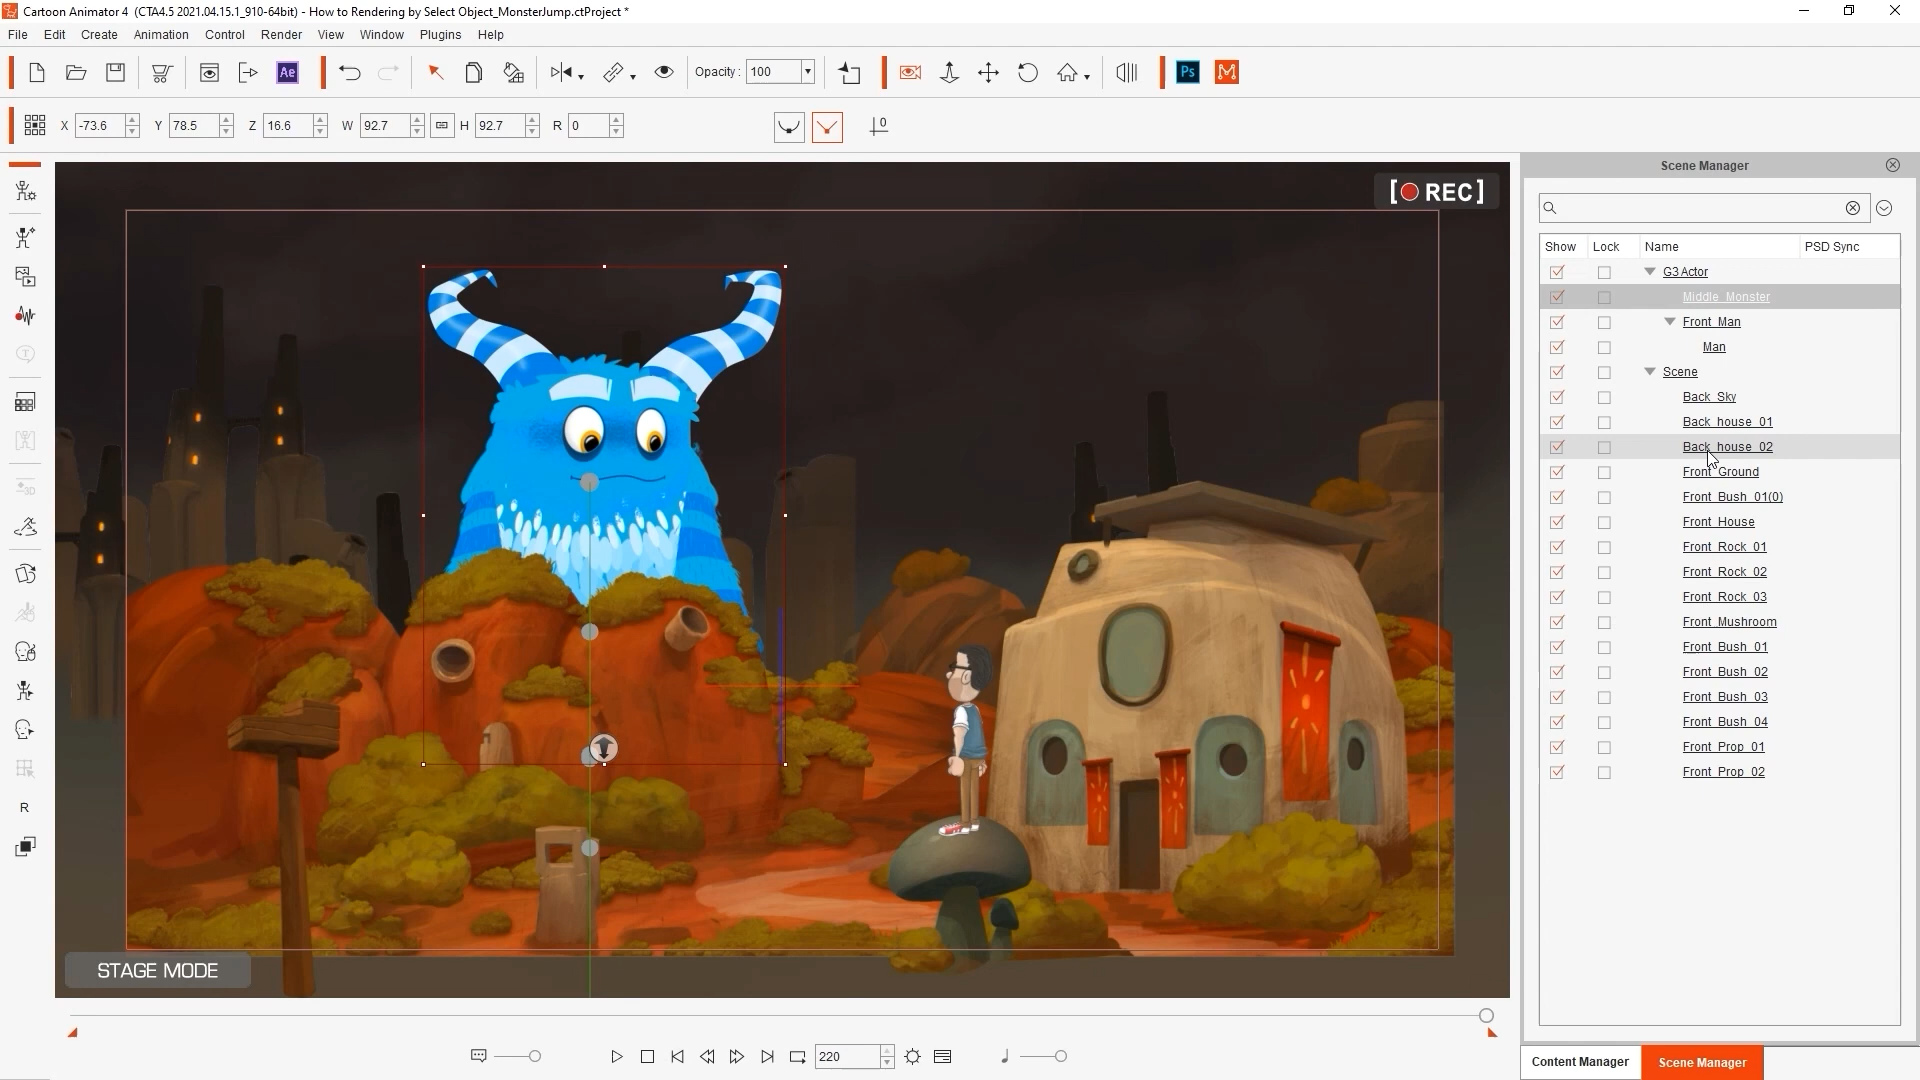 Cartoon Animator 4 (CTA4.5 2021.04.15.1_910-64bit) - How to Rendering by Select Object_MonsterJump.ctProject *
File Edit Create Animation Control Render View Window Plugins Help
Ae Opacity : 100 Ps
X -73.6 Y 78.5 Z 16.6 W 92.7 H 92.7 R 0 0
Scene Manager
[ REC]
Show Lock Name PSD Sync
G3 Actor
Middle_Monster
Front_Man
Man
Scene
Back_Sky
Back_house_01
Back_house_02
Front_Ground
Front_Bush_01(0)
Front_House
Front_Rock_01
Front_Rock_02
Front_Rock_03
Front_Mushroom
Front_Bush_01
Front_Bush_02
Front_Bush_03
Front_Bush_04
Front_Prop_01
Front_Prop_02
T
3D
R
STAGE MODE
220
Content Manager Scene Manager